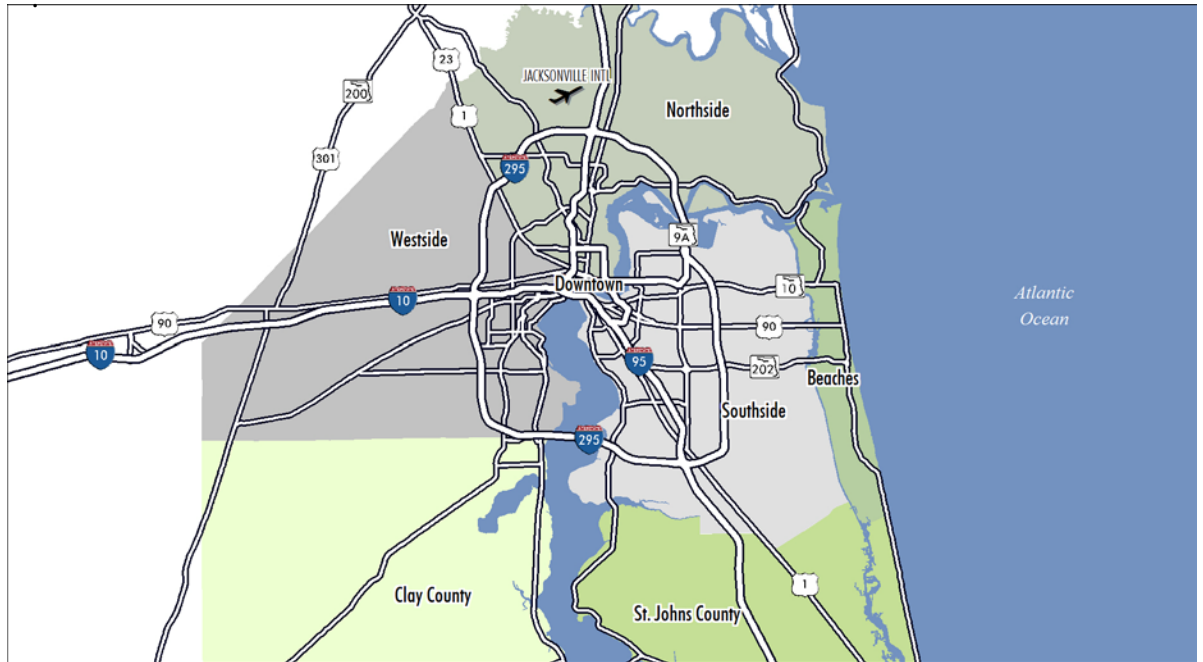 23
JACKSONVILLE INTL
200
Northside
1
301
295
Westside
9A
Downtown
10
10
Atlantic
Ocean
90
90
10
95
202
Beaches
Southside
295
1
Clay County
St. Johns County